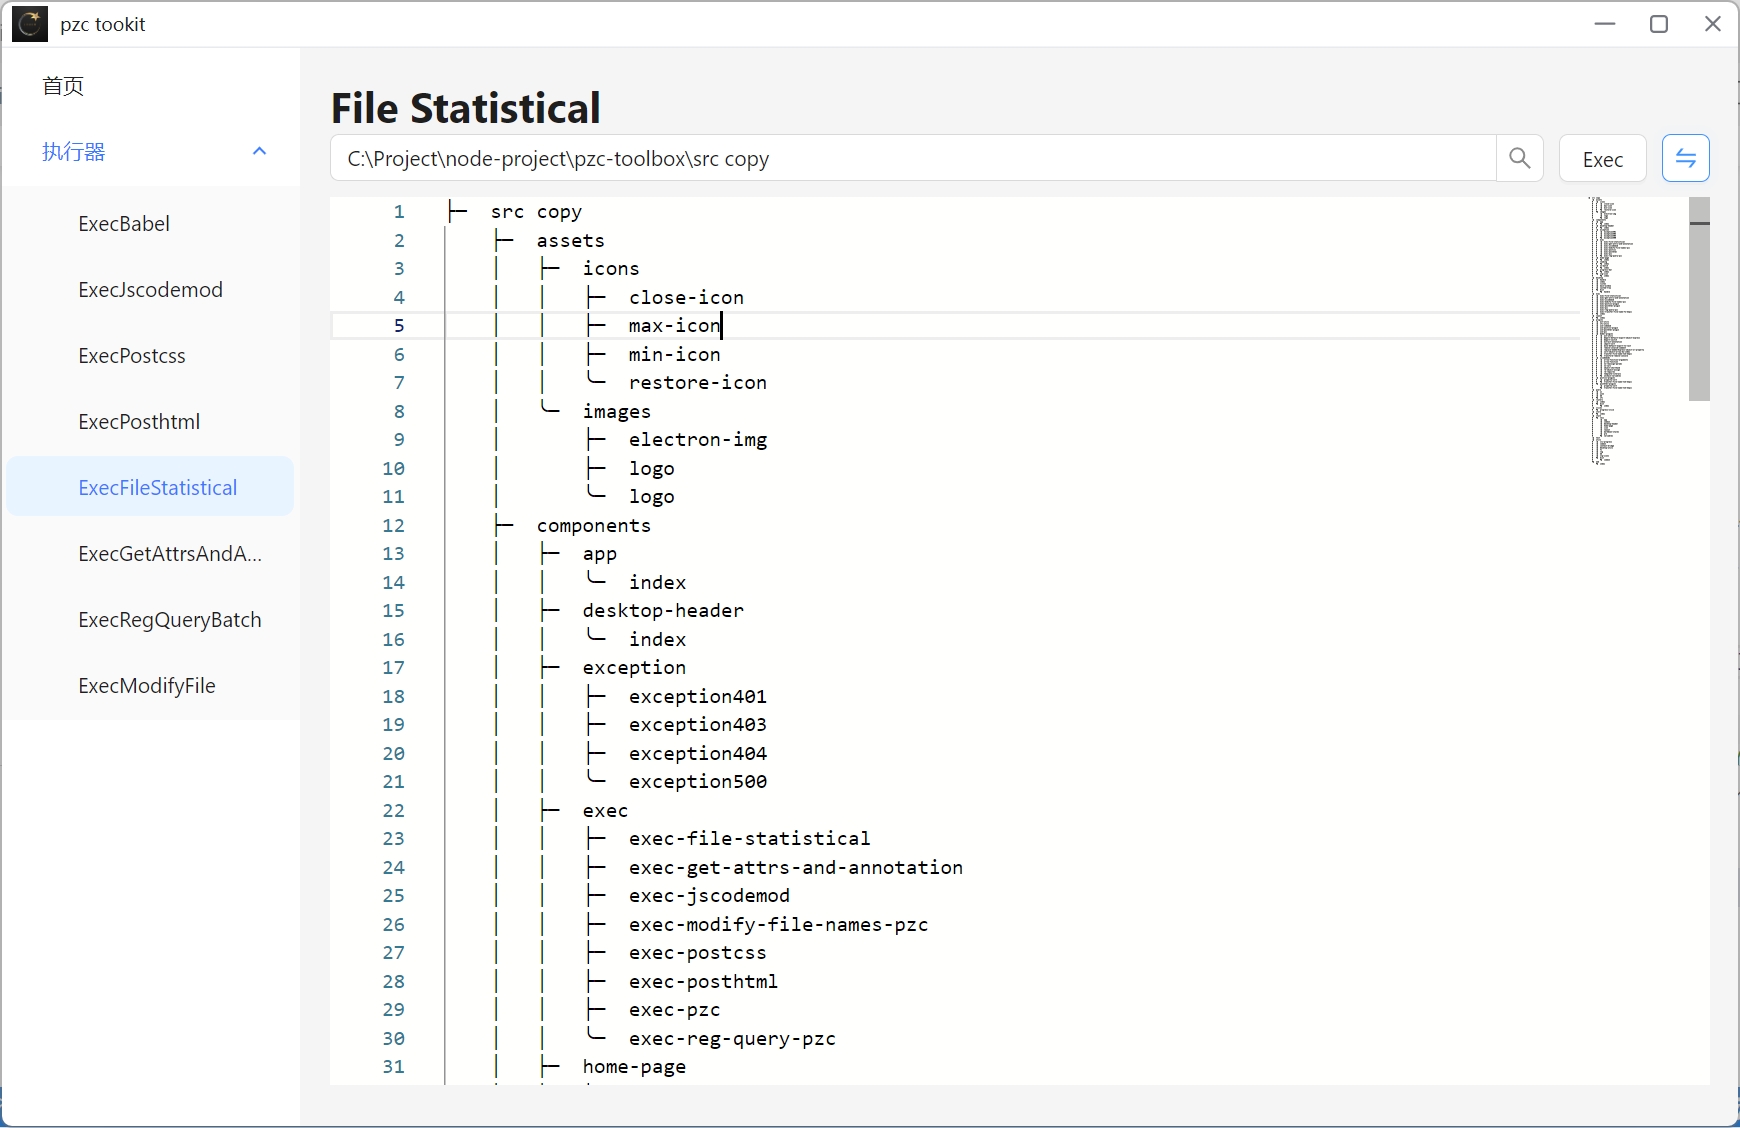 pzc tookit
首页
执行器
ExecBabel
ExecJscodemod
ExecPostcss
ExecPosthtml
ExecFileStatistical
ExecGetAttrsAndA...
ExecRegQueryBatch
ExecModifyFile
File Statistical
C:\Project\node-project\pzc-toolbox\src copy
Exec
1 ├─ src copy
2 ├─ assets
3 │ ├─ icons
4 │ │ ├─ close-icon
5 │ │ ├─ max-icon
6 │ │ ├─ min-icon
7 │ │ ╰─ restore-icon
8 │ ╰─ images
9 │ ├─ electron-img
10 │ ├─ logo
11 │ ╰─ logo
12 ├─ components
13 │ ├─ app
14 │ │ ╰─ index
15 │ ├─ desktop-header
16 │ │ ╰─ index
17 │ ├─ exception
18 │ │ ├─ exception401
19 │ │ ├─ exception403
20 │ │ ├─ exception404
21 │ │ ╰─ exception500
22 │ ├─ exec
23 │ │ ├─ exec-file-statistical
24 │ │ ├─ exec-get-attrs-and-annotation
25 │ │ ├─ exec-jscodemod
26 │ │ ├─ exec-modify-file-names-pzc
27 │ │ ├─ exec-postcss
28 │ │ ├─ exec-posthtml
29 │ │ ├─ exec-pzc
30 │ │ ╰─ exec-reg-query-pzc
31 │ ├─ home-page